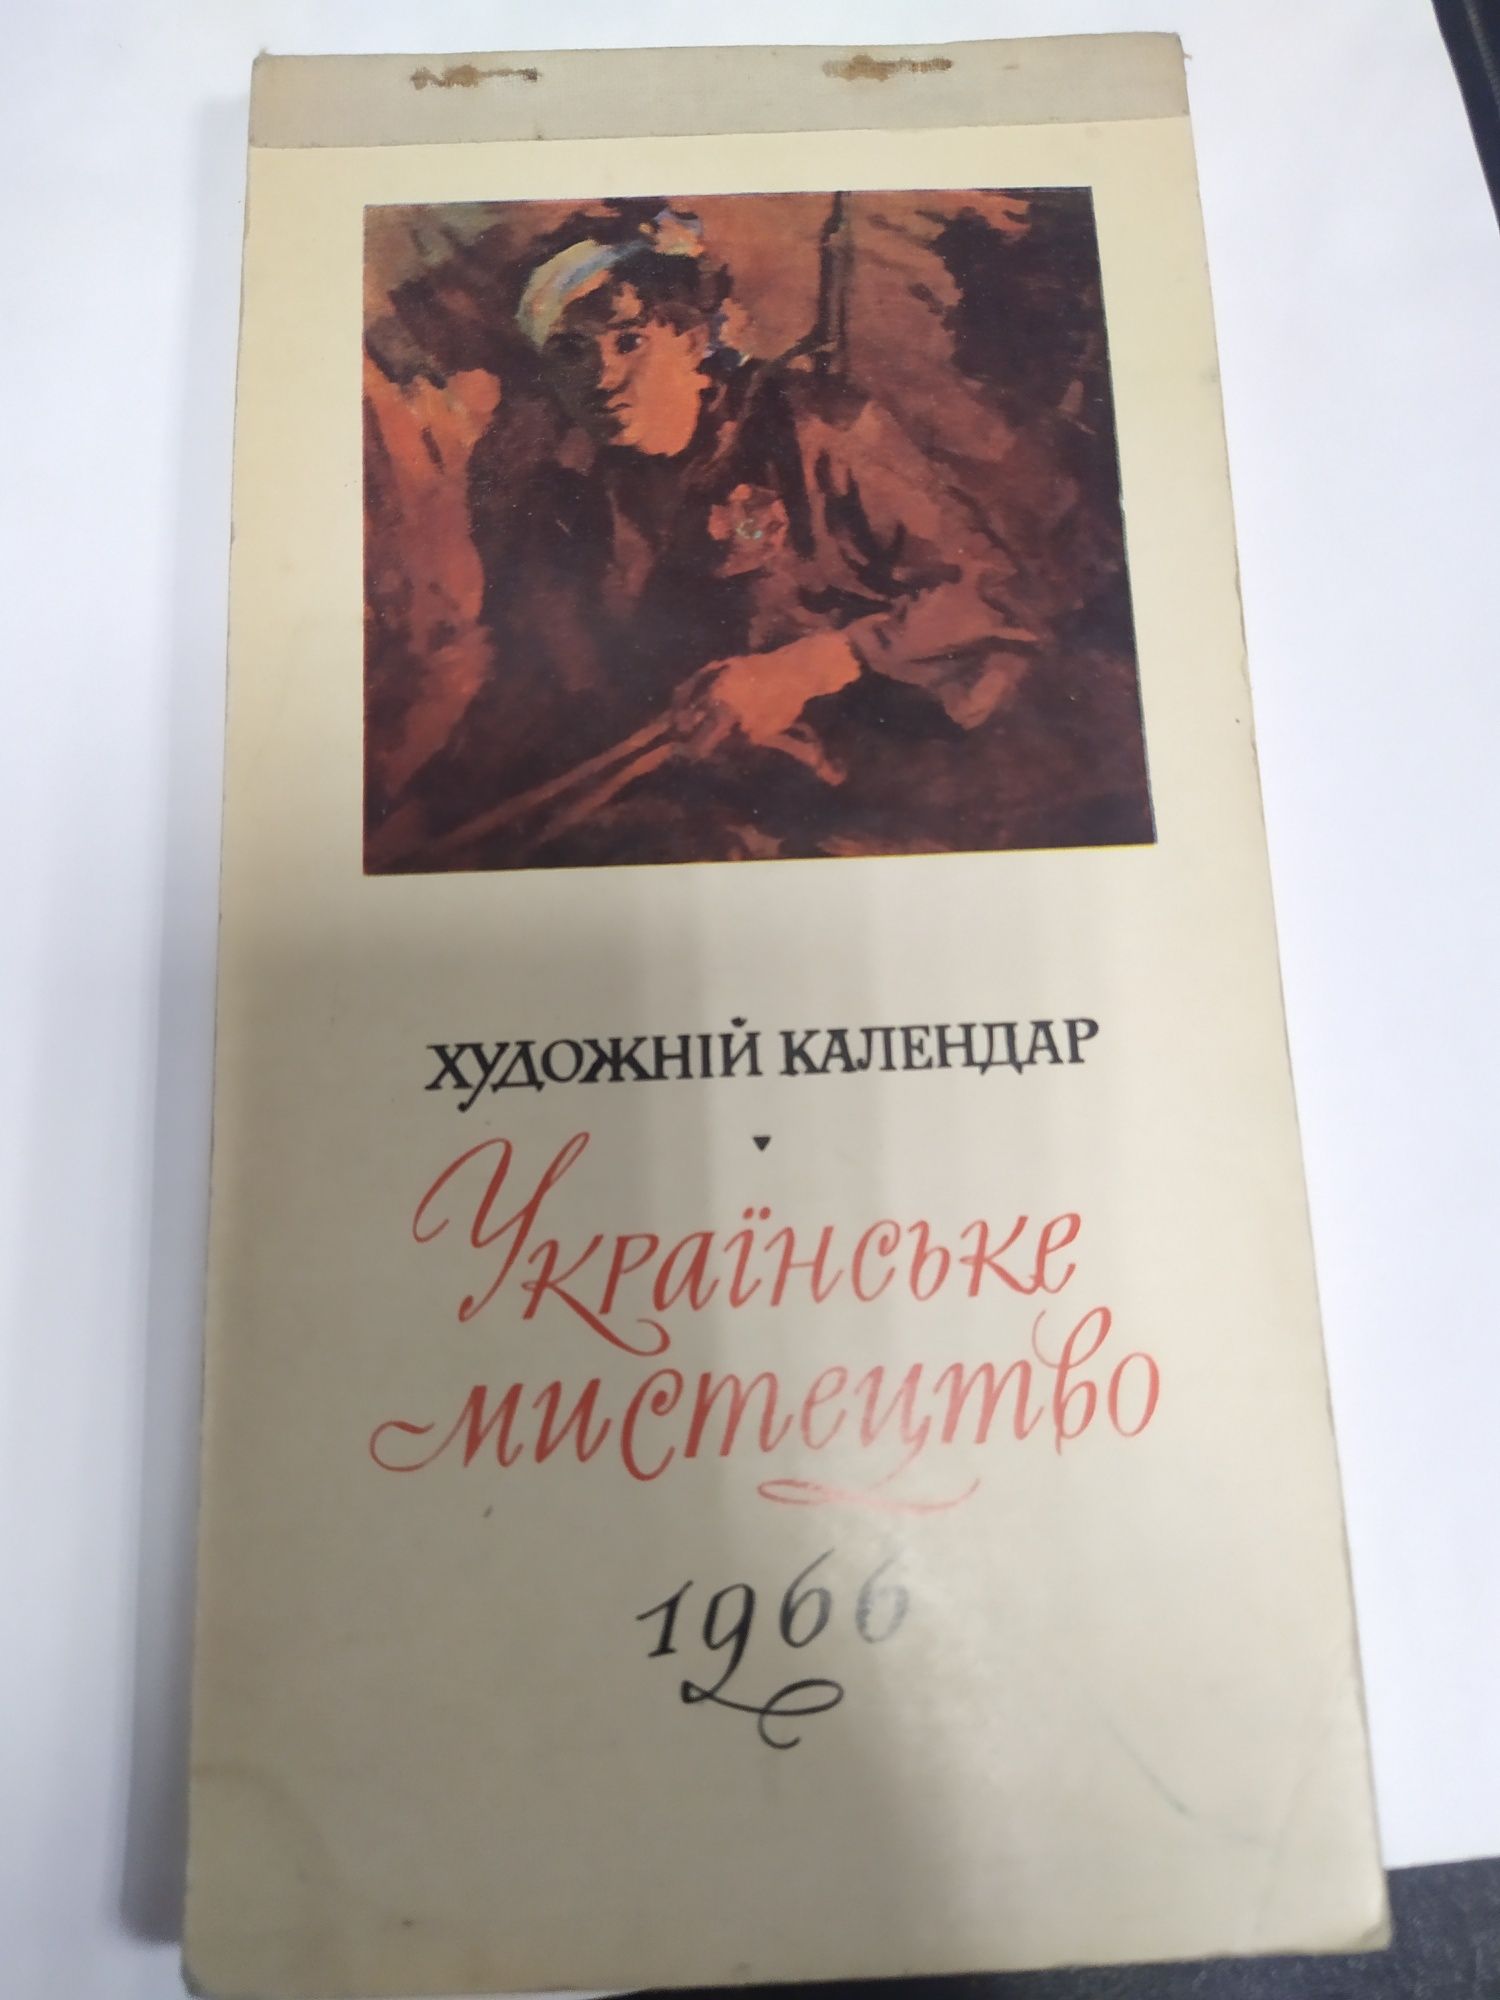 ХУДОЖНІЙ КАЛЕНДАР
Українське
мистецтво
1966